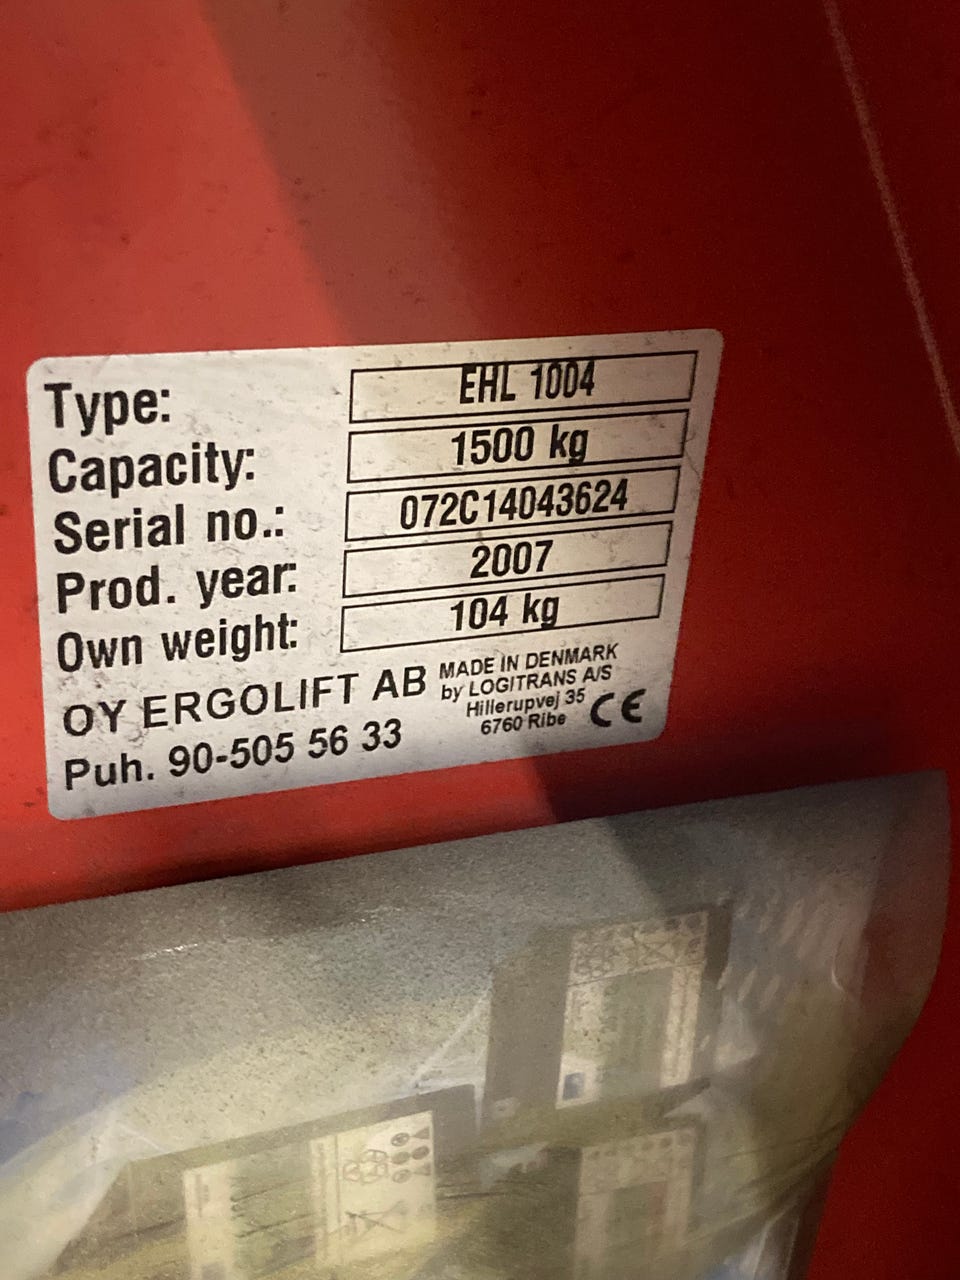 Type: EHL 1004
Capacity: 1500 kg
Serial no.: 072C14043624
Prod. year: 2007
Own weight: 104 kg
OY ERGOLIFT AB
Puh. 90-505 56 33
MADE IN DENMARK
by LOGITRANS A/S
Hillerupvej 35
6760 Ribe
CE